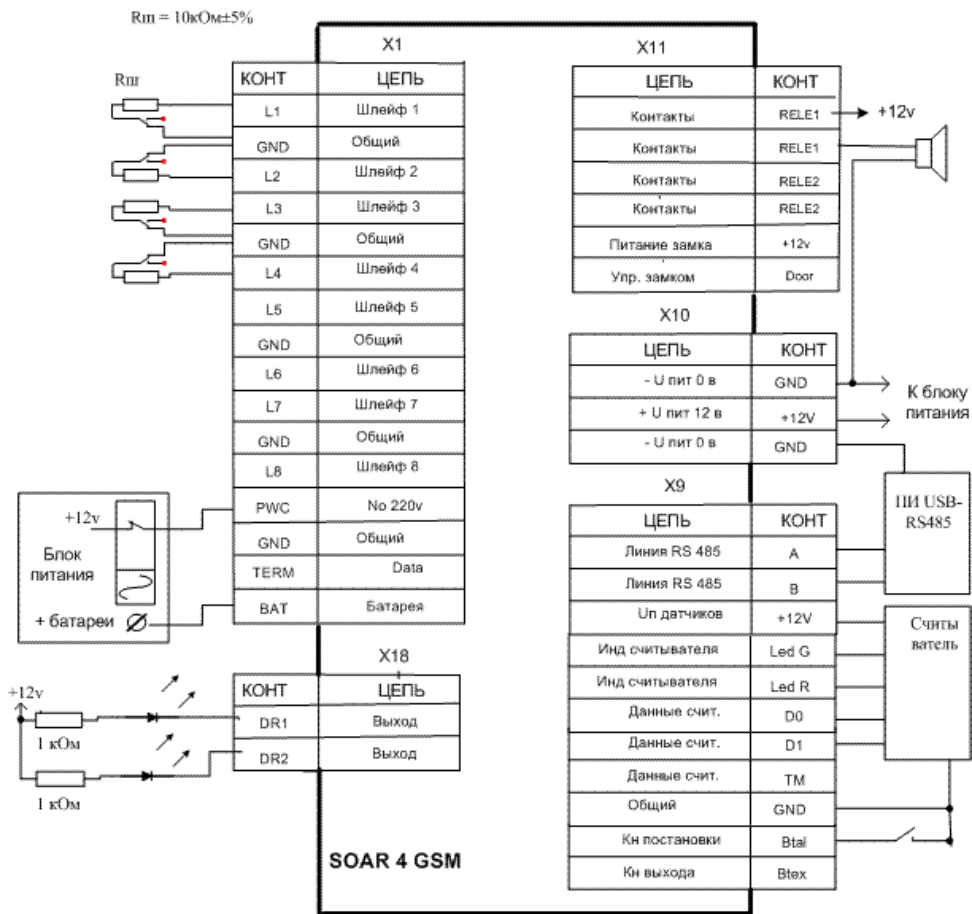 Rш = 10кОм±5%
X1
КОНТ ЦЕПЬ
L1 Шлейф 1
GND Общий
L2 Шлейф 2
L3 Шлейф 3
GND Общий
L4 Шлейф 4
L5 Шлейф 5
GND Общий
L6 Шлейф 6
L7 Шлейф 7
GND Общий
L8 Шлейф 8
PWC No 220v
GND Общий
TERM Data
BAT Батарея
Rш
+12v
Блок
питания
+ батареи
X18
КОНТ ЦЕПЬ
DR1 Выход
DR2 Выход
+12v
1 кОм
1 кОм
SOAR 4 GSM
X11
ЦЕПЬ КОНТ
Контакты RELE1
Контакты RELE1
Контакты RELE2
Контакты RELE2
Питание замка +12v
Упр. замком Door
+12v
X10
ЦЕПЬ КОНТ
- U пит 0 в GND
+ U пит 12 в +12V
- U пит 0 в GND
К блоку
питания
X9
ЦЕПЬ КОНТ
Линия RS 485 A
Линия RS 485 B
Uп датчиков +12V
Инд считывателя Led G
Инд считывателя Led R
Данные счит. D0
Данные счит. D1
Данные счит. TM
Общий GND
Кн постановки Btal
Кн выхода Btex
ПИ USB-
RS485
Считы
ватель